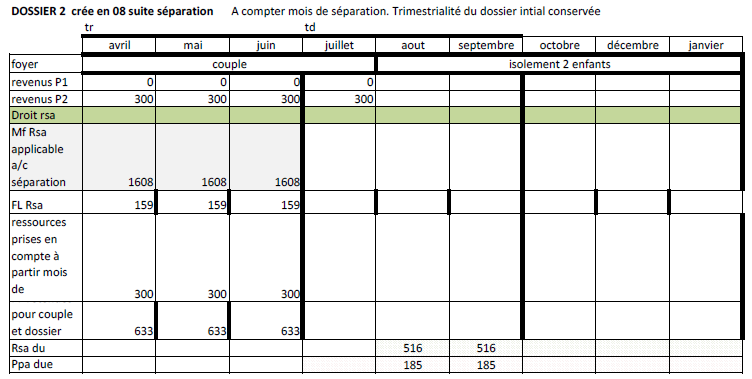 DOSSIER 2 crée en 08 suite séparation A compter mois de séparation. Trimestrialité du dossier intial conservée
tr td
avril mai juin juillet aout septembre octobre décembre janvier
foyer couple isolement 2 enfants
revenus P1 0 0 0 0
revenus P2 300 300 300 300
Droit rsa
Mf Rsa
applicable
a/c
séparation 1608 1608 1608
FL Rsa 159 159 159
ressources
prises en
compte à
partir mois
de 300 300 300
pour couple
et dossier 633 633 633
Rsa du 516 516
Ppa due 185 185